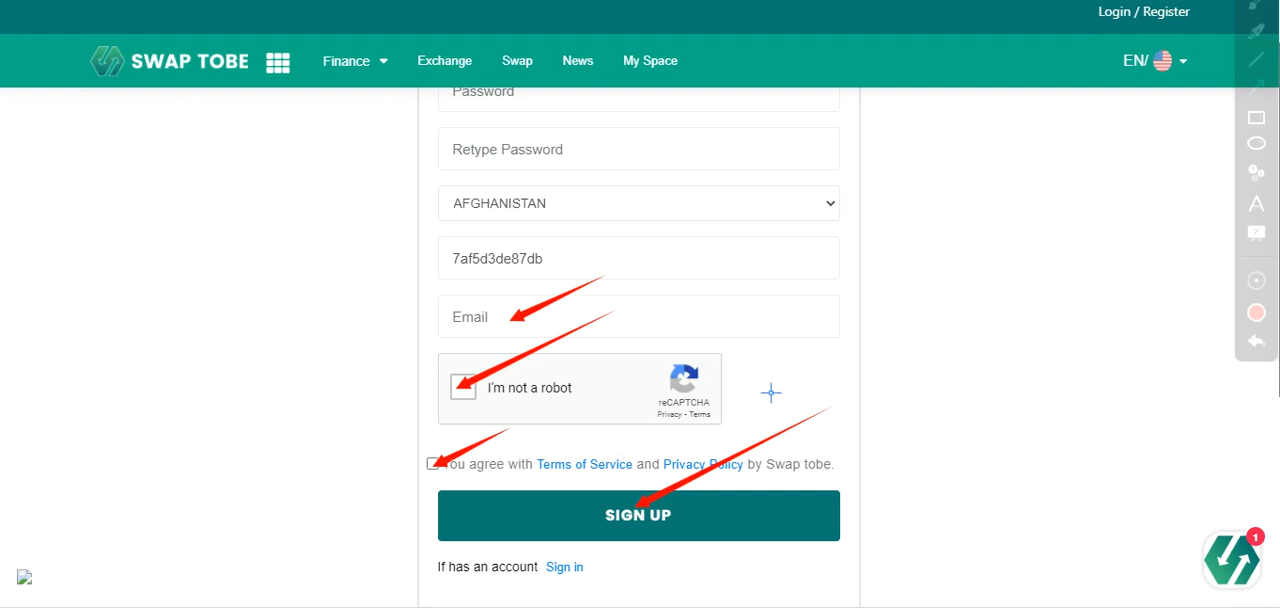 Login / Register
SWAP TOBE Finance Exchange Swap News My Space EN/
Password
Retype Password
AFGHANISTAN
7af5d3de87db
Email
I'm not a robot
reCAPTCHA
Privacy - Terms
You agree with Terms of Service and Privacy Policy by Swap tobe.
SIGN UP
If has an account Sign in
1